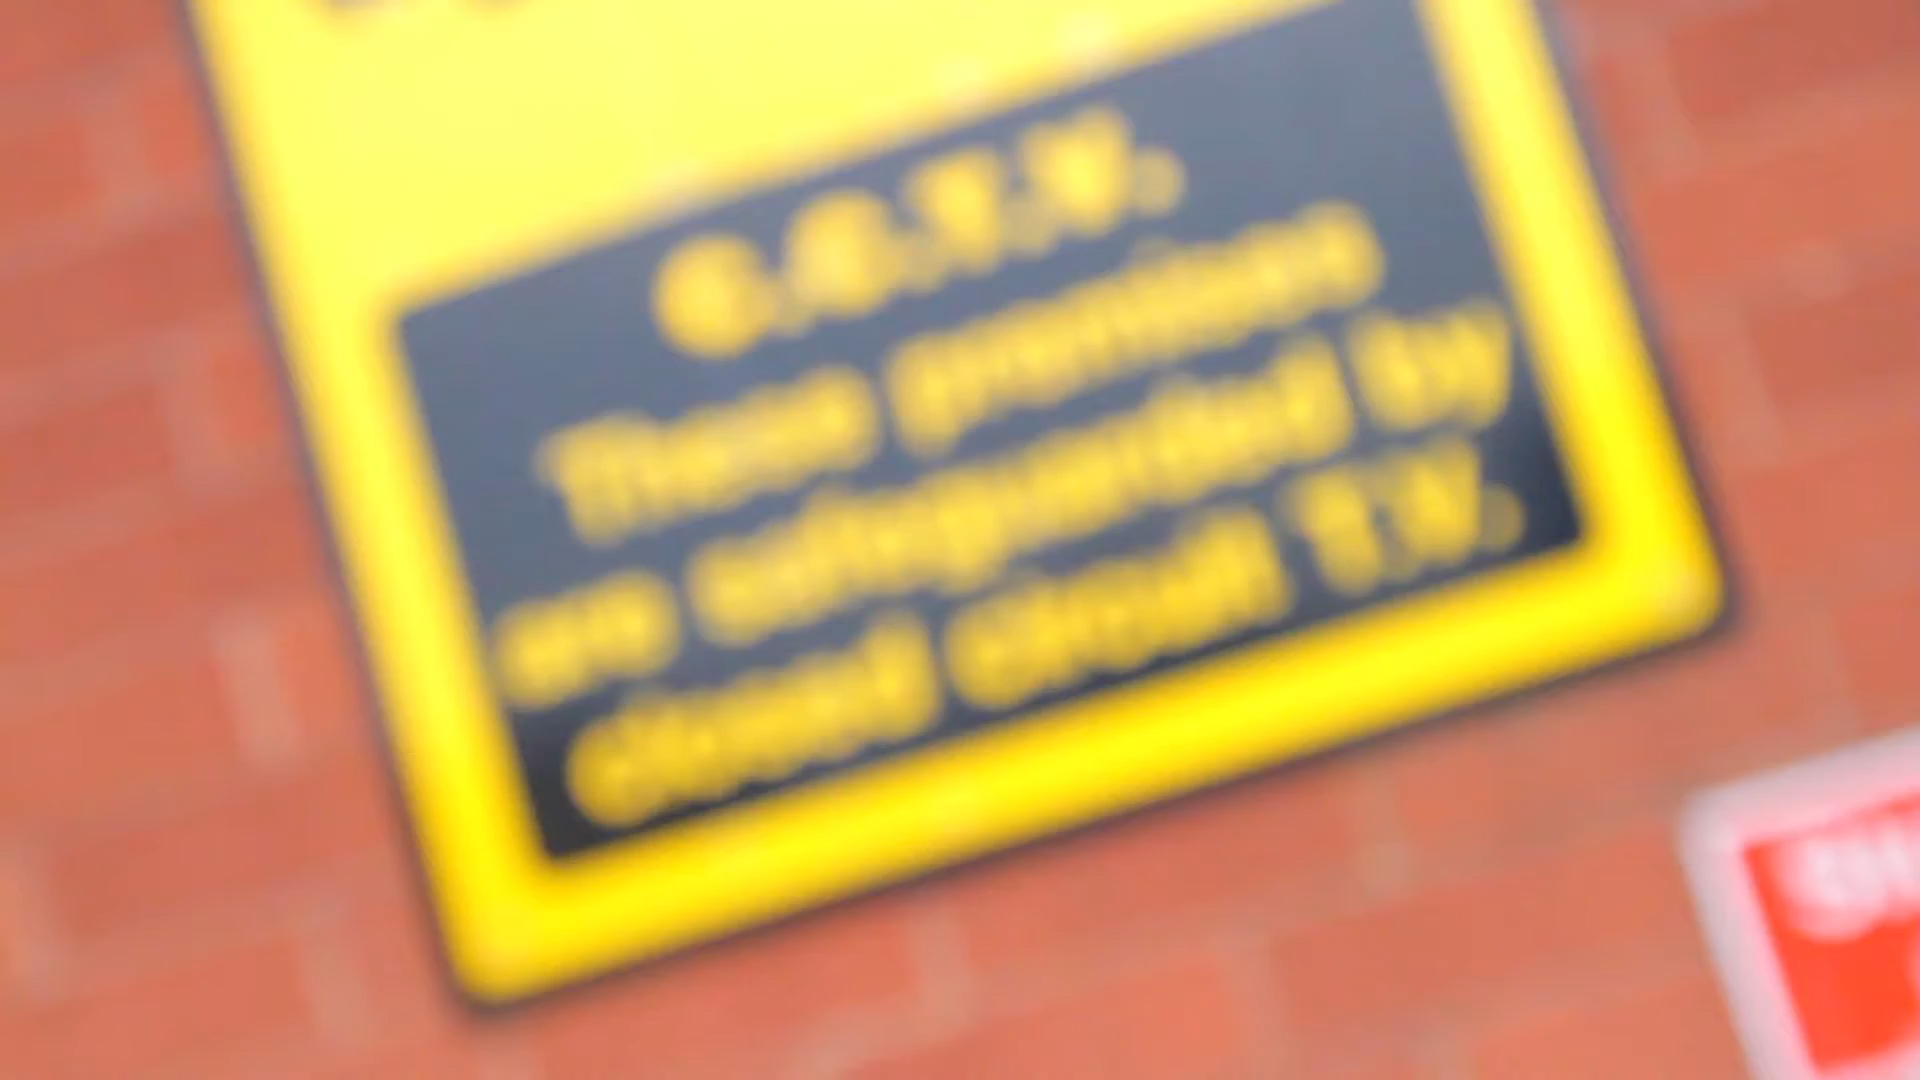 C.C.T.V.
These premises
are safeguarded by
closed circuit T.V.